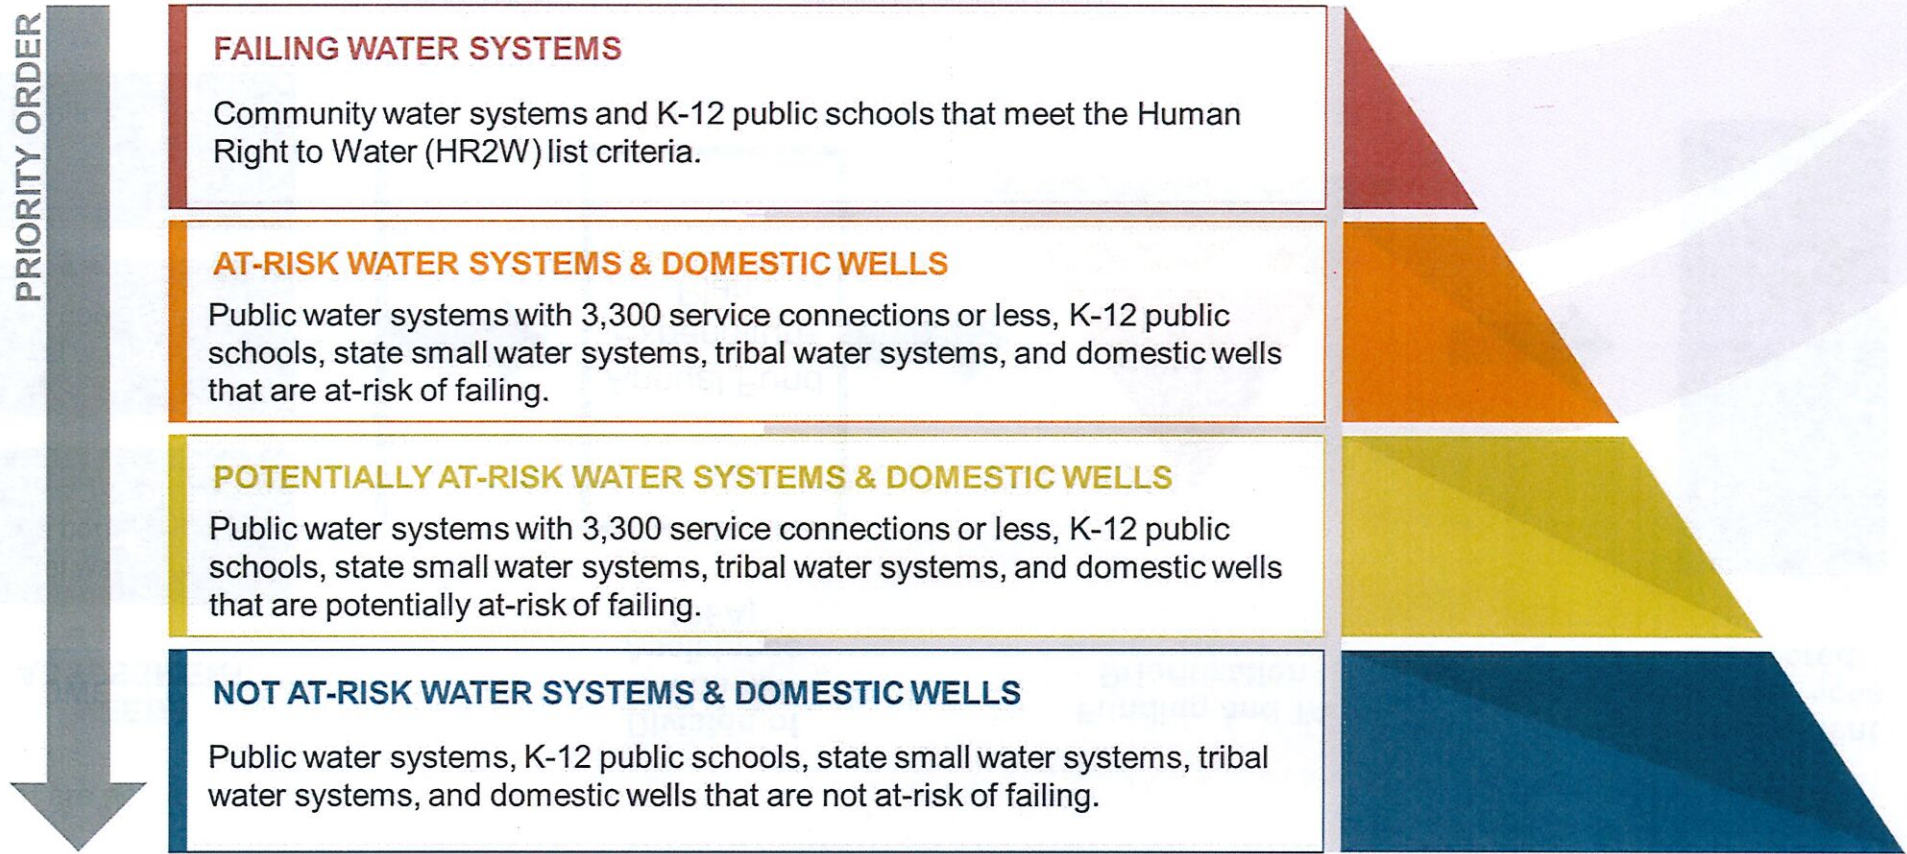 PRIORITY ORDER
FAILING WATER SYSTEMS
Community water systems and K-12 public schools that meet the Human
Right to Water (HR2W) list criteria.
AT-RISK WATER SYSTEMS & DOMESTIC WELLS
Public water systems with 3,300 service connections or less, K-12 public
schools, state small water systems, tribal water systems, and domestic wells
that are at-risk of failing.
POTENTIALLY AT-RISK WATER SYSTEMS & DOMESTIC WELLS
Public water systems with 3,300 service connections or less, K-12 public
schools, state small water systems, tribal water systems, and domestic wells
that are potentially at-risk of failing.
NOT AT-RISK WATER SYSTEMS & DOMESTIC WELLS
Public water systems, K-12 public schools, state small water systems, tribal
water systems, and domestic wells that are not at-risk of failing.